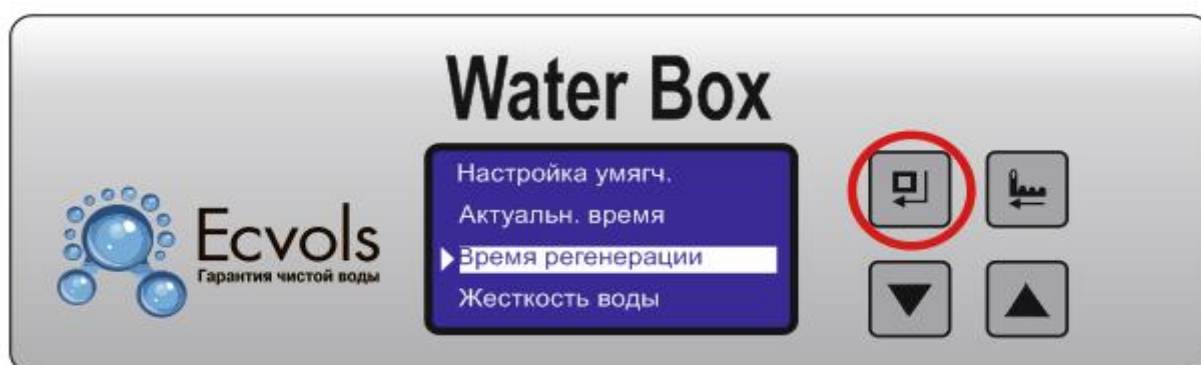 Water Box
Настройка умягч.
Актуальн. время
Время регенерации
Жесткость воды
Ecvols
Гарантия чистой воды